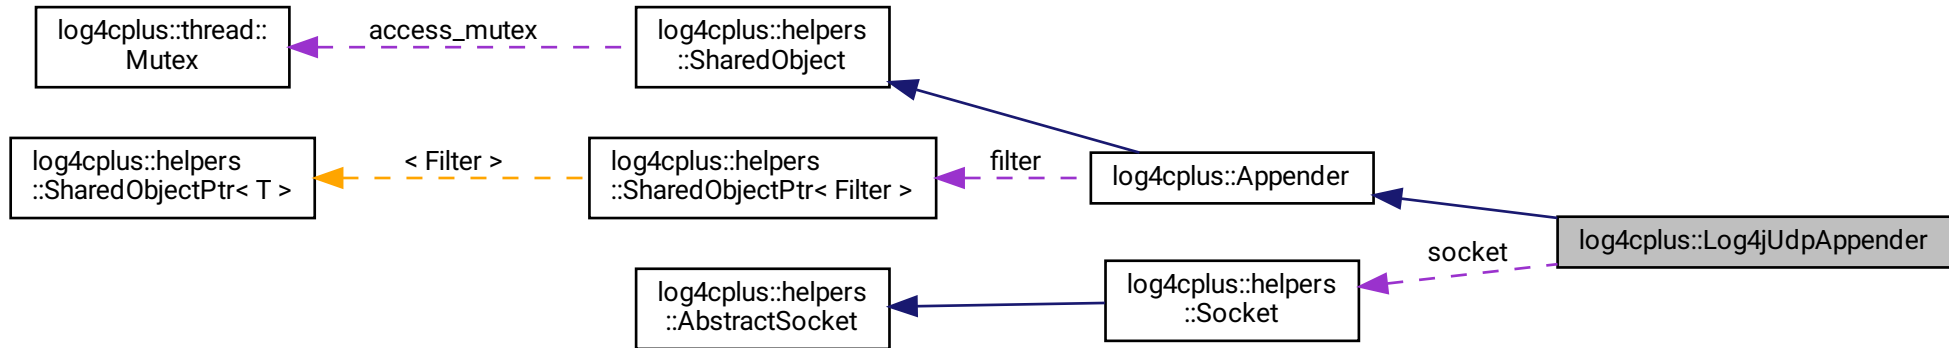 log4cplus::thread::
Mutex
access_mutex
log4cplus::helpers
::SharedObject
log4cplus::helpers
::SharedObjectPtr< T >
< Filter >
log4cplus::helpers
::SharedObjectPtr< Filter >
filter
log4cplus::Appender
log4cplus::Log4jUdpAppender
socket
log4cplus::helpers
::AbstractSocket
log4cplus::helpers
::Socket